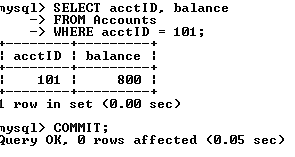 mysql> SELECT acctID, balance
    -> FROM Accounts
    -> WHERE acctID = 101;
+--------+---------+
| acctID | balance |
+--------+---------+
|    101 |     800 |
+--------+---------+
1 row in set (0.00 sec)
mysql> COMMIT;
Query OK, 0 rows affected (0.05 sec)